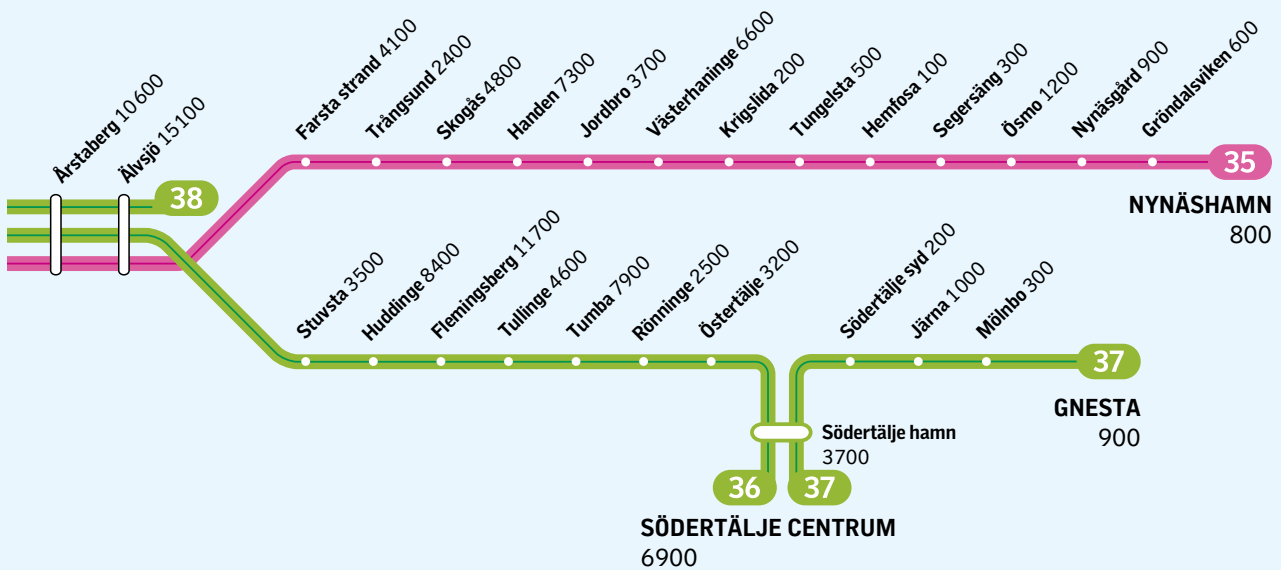 Årstaberg 10 600
Älvsjö 15 100
38
Farsta strand 4100
Trångsund 2400
Skogås 4800
Handen 7300
Jordbro 3700
Västerhaninge 6600
Krigslida 200
Tungelsta 500
Hemfosa 100
Segersäng 300
Ösmo 1200
Nynäsgård 900
Gröndalsviken 600
35
NYNÄSHAMN
800
Stuvsta 3500
Huddinge 8400
Flemingsberg 11 700
Tullinge 4600
Tumba 7900
Rönninge 2500
Östertälje 3200
Södertälje syd 200
Järna 1000
Mölnbo 300
37
GNESTA
900
Södertälje hamn
3700
36
37
SÖDERTÄLJE CENTRUM
6900